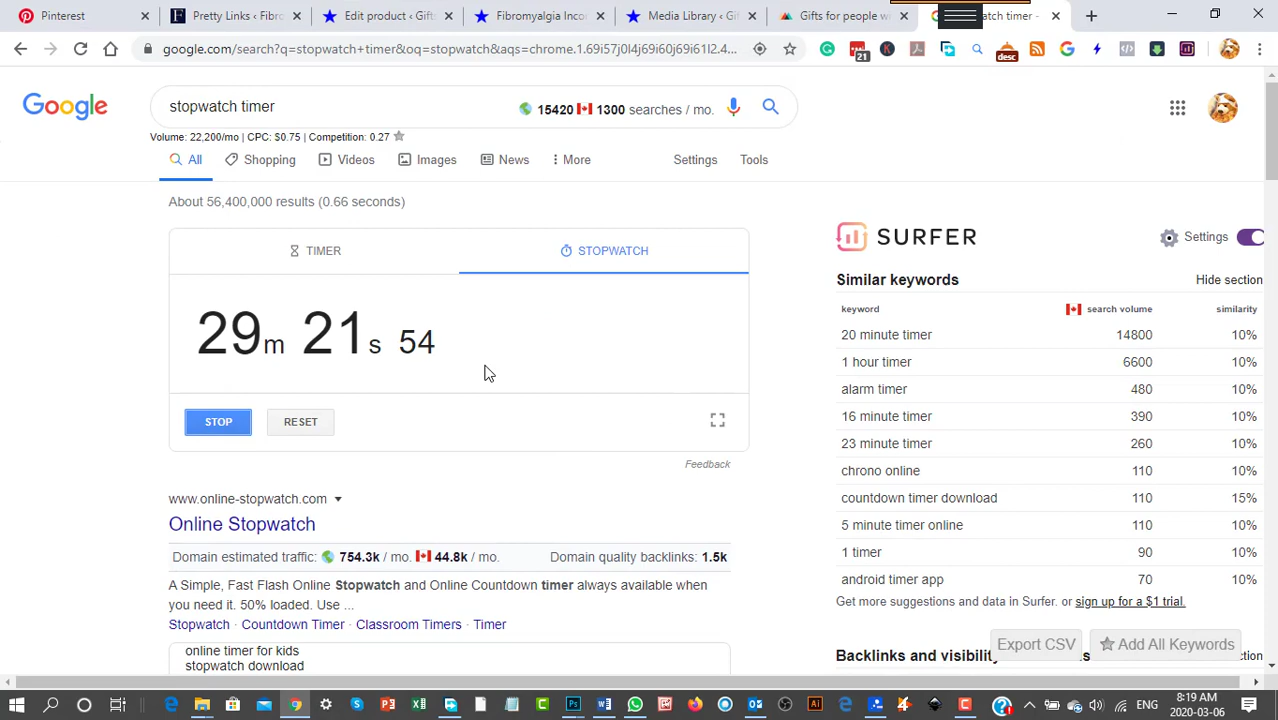 Pinterest
Pretty Lit
Edit product ‹ Gifts
Fibromyalgia Inco
Media Library ‹ Gif
Gifts for people w
watch timer -
google.com/search?q=stopwatch+timer&oq=stopwatch&aqs=chrome.1.69i57j0l4j69i60j69i61l2.4...
21
desc
Google
stopwatch timer
15420 1300 searches / mo.
Volume: 22,200/mo | CPC: $0.75 | Competition: 0.27
All
Shopping
Videos
Images
News
More
Settings
Tools
About 56,400,000 results (0.66 seconds)
TIMER
STOPWATCH
29m 21s 54
STOP
RESET
Feedback
www.online-stopwatch.com
Online Stopwatch
Domain estimated traffic: 754.3k / mo. 44.8k / mo. Domain quality backlinks: 1.5k
A Simple, Fast Flash Online Stopwatch and Online Countdown timer always available when
you need it. 50% loaded. Use ...
Stopwatch · Countdown Timer · Classroom Timers · Timer
online timer for kids
stopwatch download
SURFER
Settings
Similar keywords
Hide section
keyword search volume similarity
20 minute timer 14800 10%
1 hour timer 6600 10%
alarm timer 480 10%
16 minute timer 390 10%
23 minute timer 260 10%
chrono online 110 10%
countdown timer download 110 15%
5 minute timer online 110 10%
1 timer 90 10%
android timer app 70 10%
Get more suggestions and data in Surfer. or sign up for a $1 trial.
Export CSV
Add All Keywords
Backlinks and visibility
ENG
8:19 AM
2020-03-06